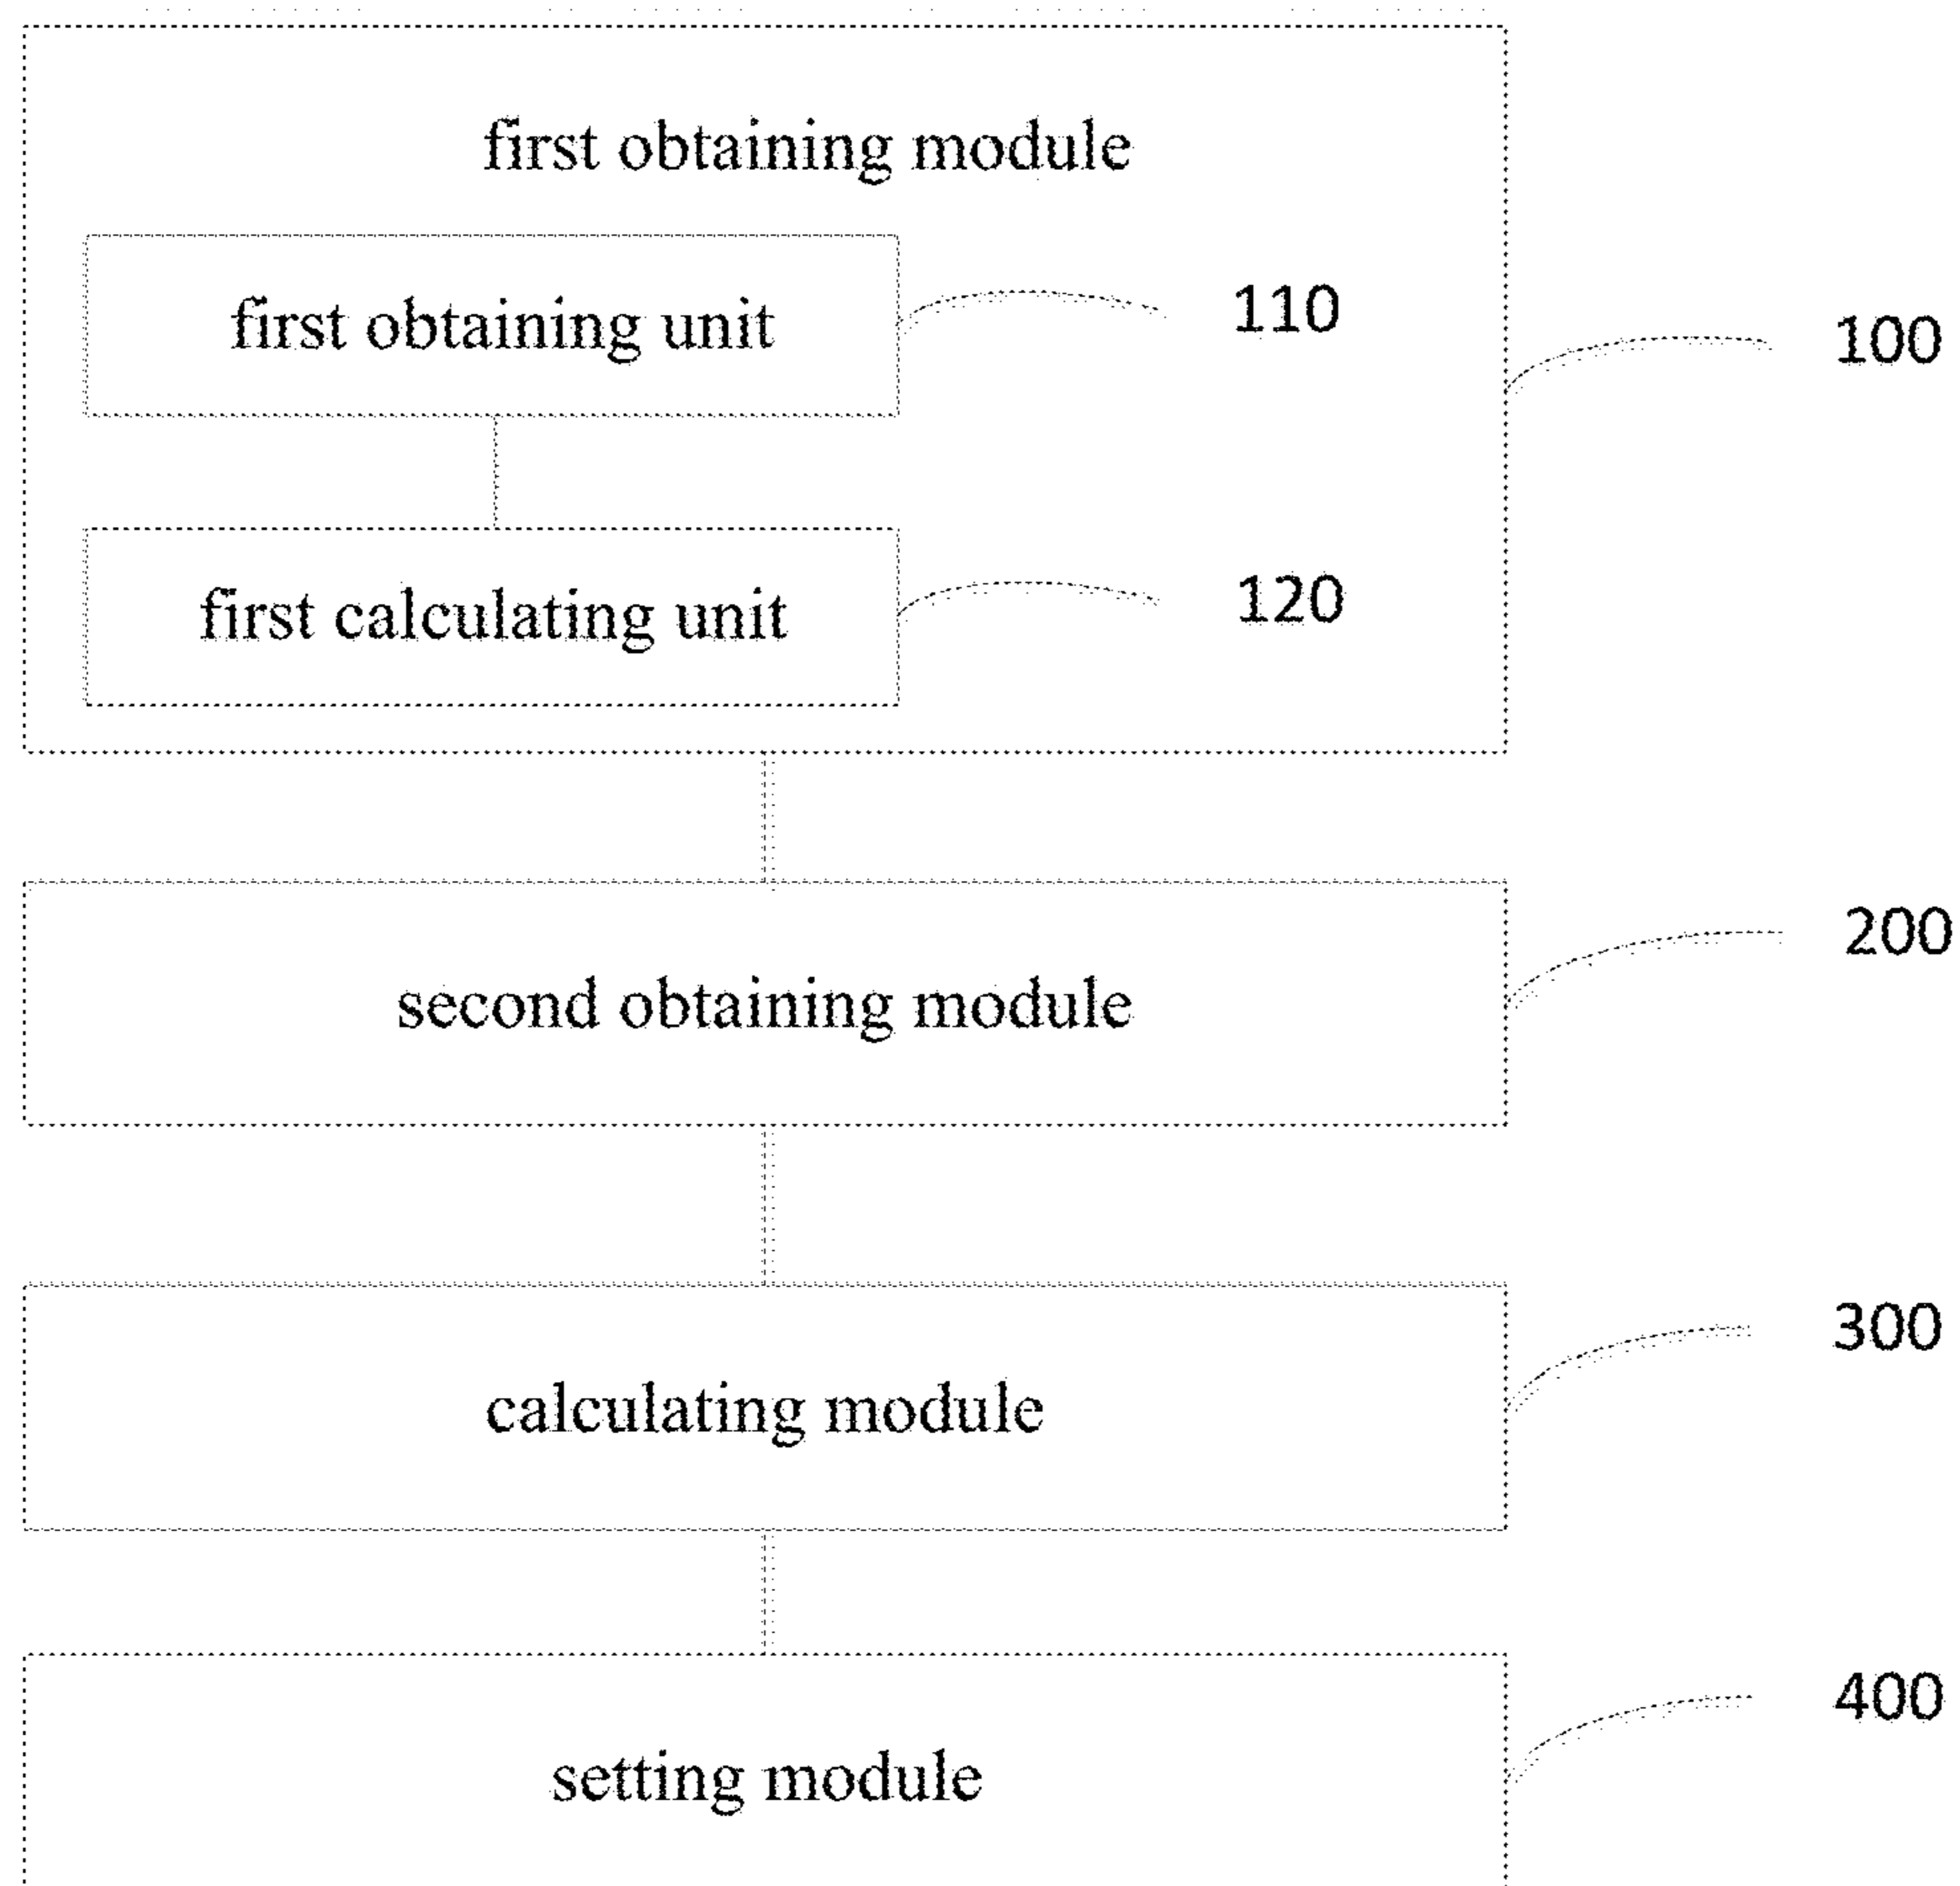 first obtaining module
first obtaining unit
110
100
first calculating unit
120
second obtaining module
200
calculating module
300
setting module
400